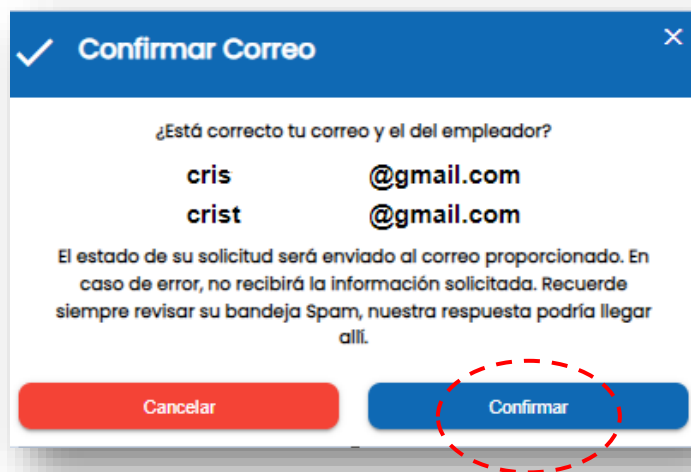 Confirmar Correo
¿Está correcto tu correo y el del empleador?
cris @gmail.com
crist @gmail.com
El estado de su solicitud será enviado al correo proporcionado. En
caso de error, no recibirá la información solicitada. Recuerde
siempre revisar su bandeja Spam, nuestra respuesta podría llegar
allí.
Cancelar Confirmar